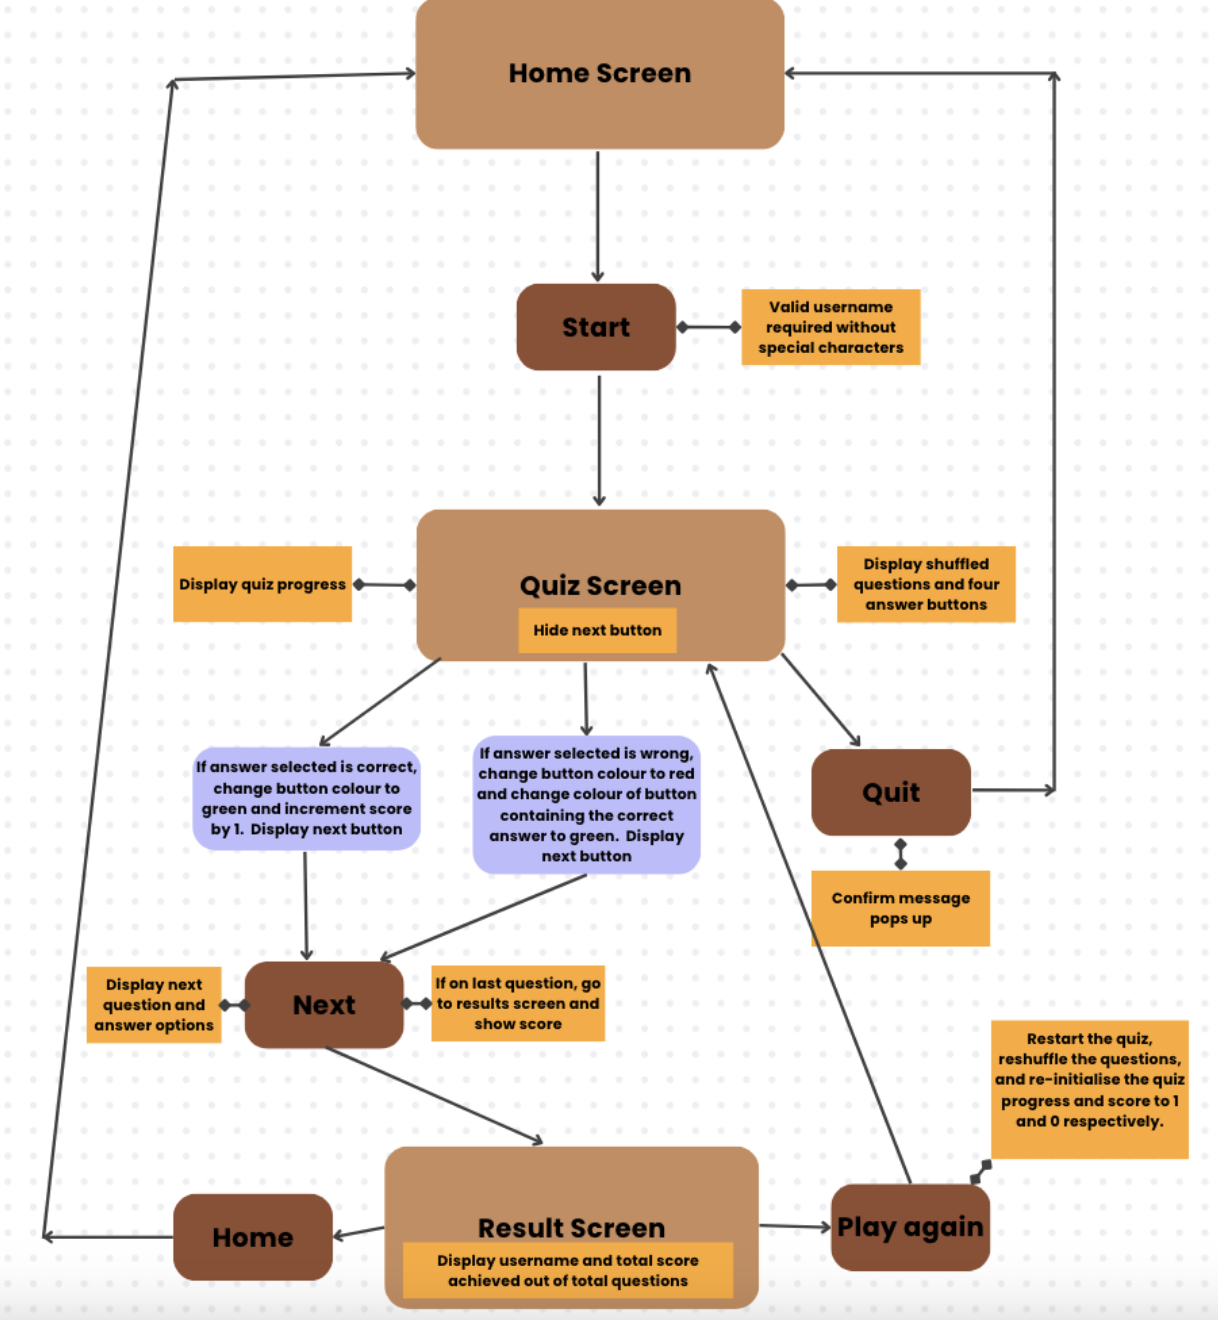 Home Screen
Start
Valid username
required without
special characters
Display quiz progress
Quiz Screen
Hide next button
Display shuffled
questions and four
answer buttons
If answer selected is correct,
change button colour to
green and increment score
by 1. Display next button
If answer selected is wrong,
change button colour to red
and change colour of button
containing the correct
answer to green. Display
next button
Quit
Confirm message
pops up
Display next
question and
answer options
Next
If on last question, go
to results screen and
show score
Restart the quiz,
reshuffle the questions,
and re-initialise the quiz
progress and score to 1
and 0 respectively.
Home
Result Screen
Display username and total score
achieved out of total questions
Play again